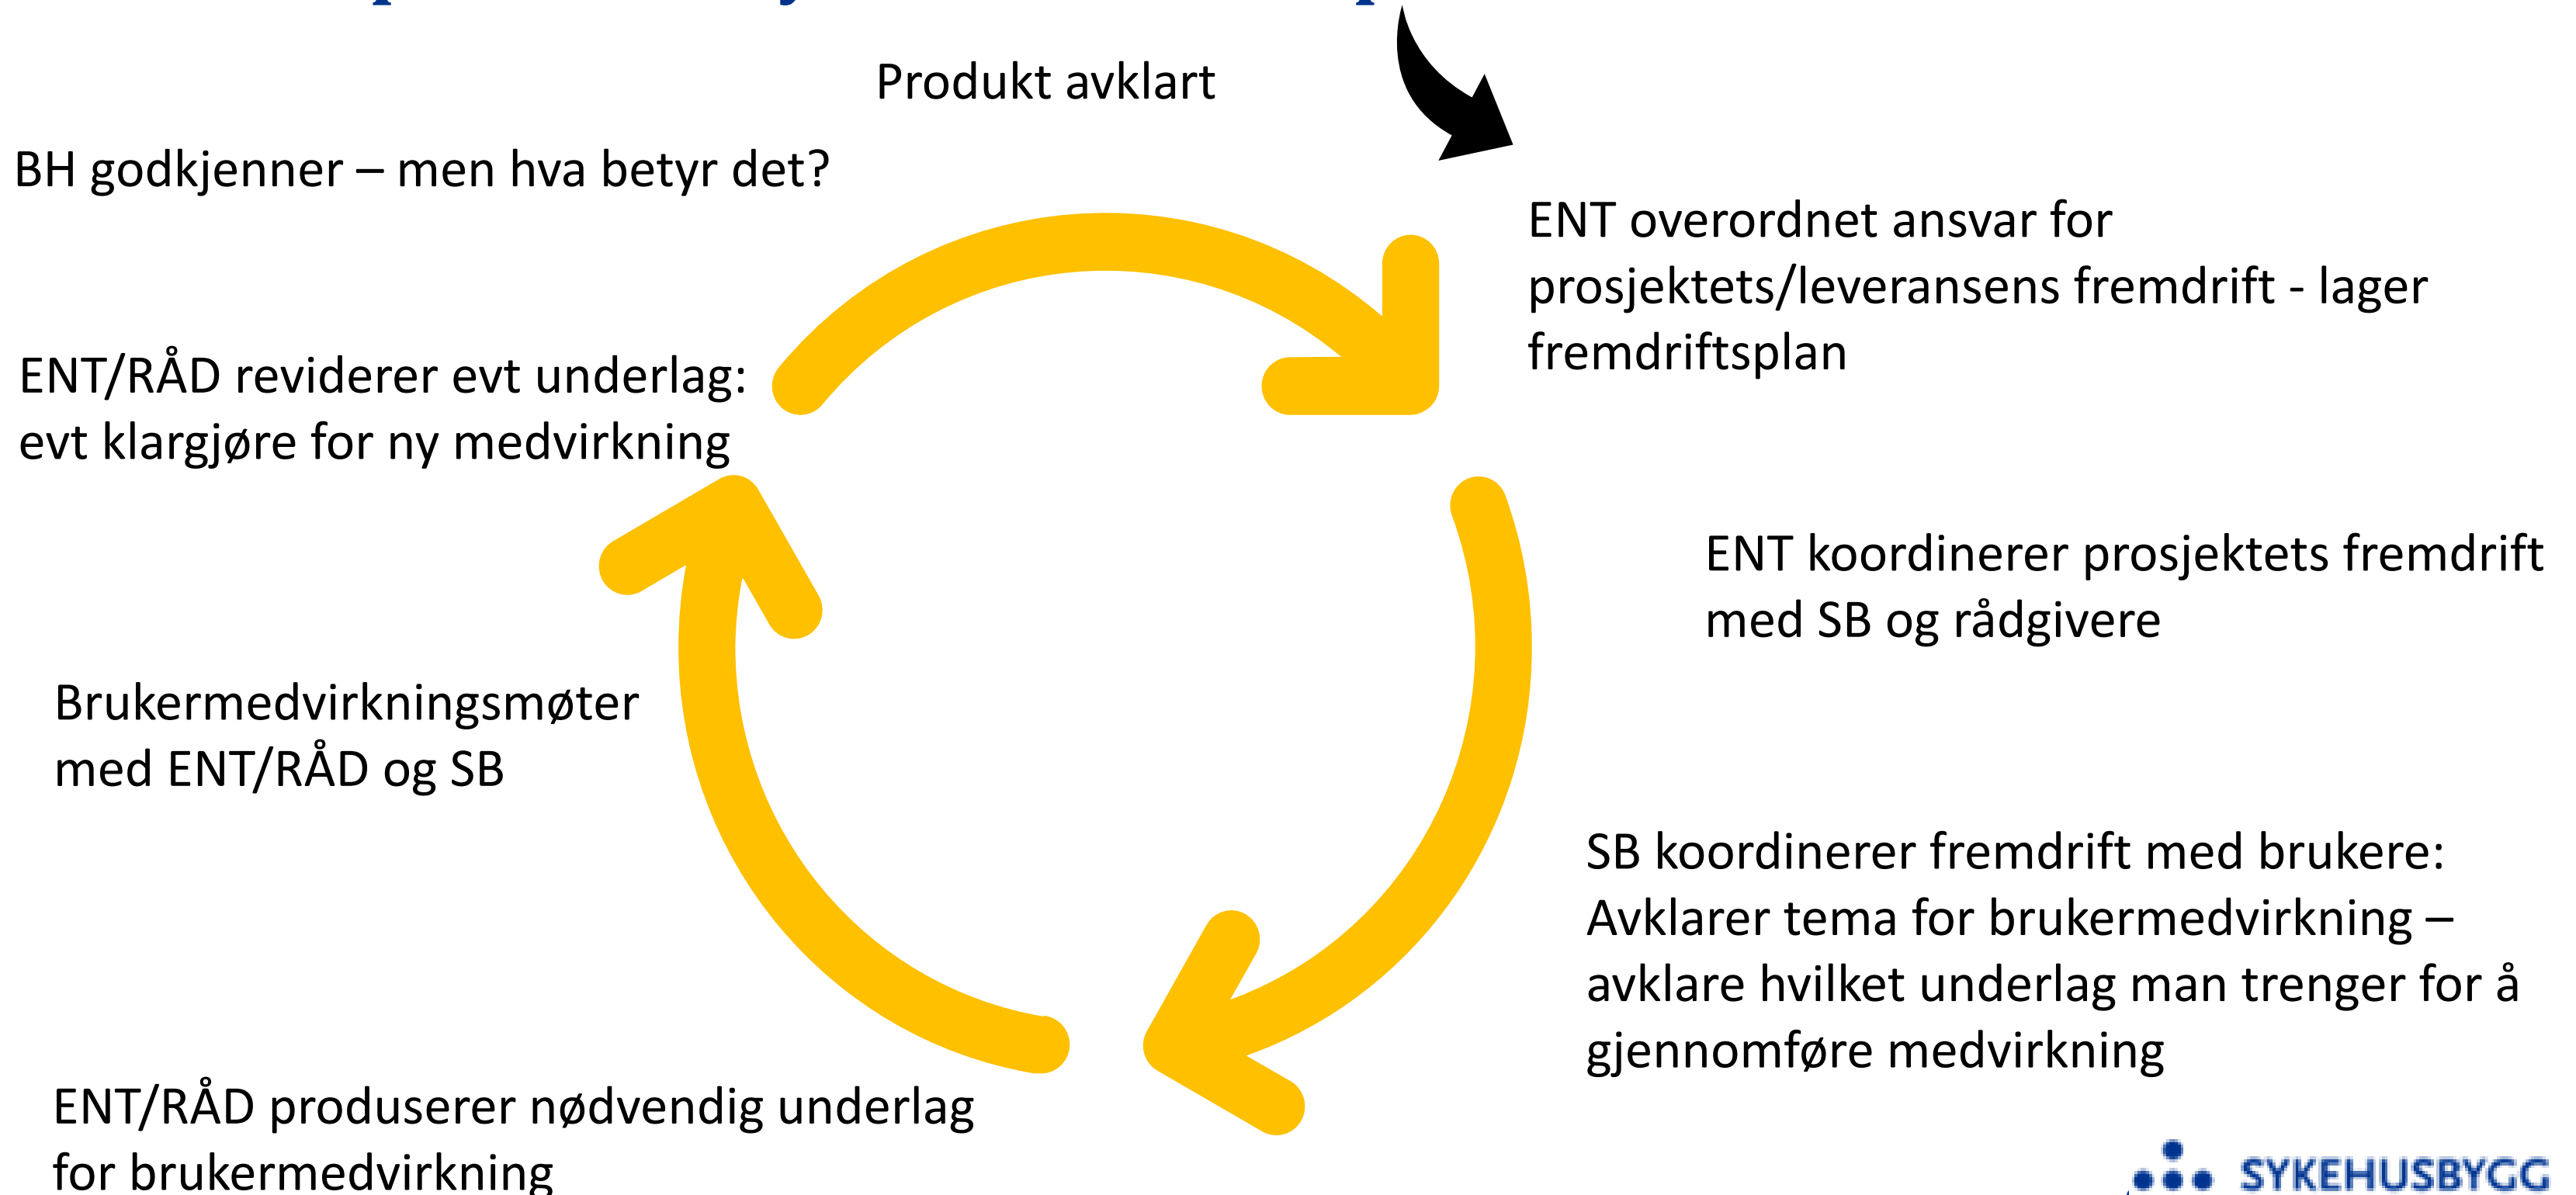 Produkt avklart
BH godkjenner – men hva betyr det?
ENT overordnet ansvar for
prosjektets/leveransens fremdrift - lager
fremdriftsplan
ENT/RÅD reviderer evt underlag:
evt klargjøre for ny medvirkning
ENT koordinerer prosjektets fremdrift
med SB og rådgivere
Brukermedvirkningsmøter
med ENT/RÅD og SB
SB koordinerer fremdrift med brukere:
Avklarer tema for brukermedvirkning –
avklare hvilket underlag man trenger for å
gjennomføre medvirkning
ENT/RÅD produserer nødvendig underlag
for brukermedvirkning
SYKEHUSBYGG